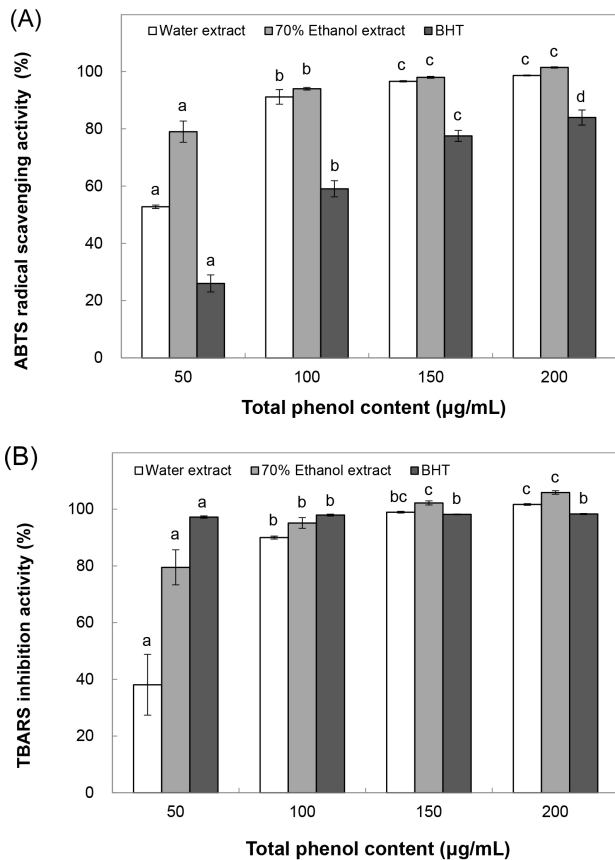 (A)
Water extract 70% Ethanol extract BHT
ABTS radical scavenging activity (%)
100
80
60
40
20
0
a a a
b b b
c c c
c c d
50 100 150 200
Total phenol content (μg/mL)
(B)
Water extract 70% Ethanol extract BHT
TBARS inhibition activity (%)
100
80
60
40
20
0
a a a
b b b
bc c b
c c b
50 100 150 200
Total phenol content (μg/mL)